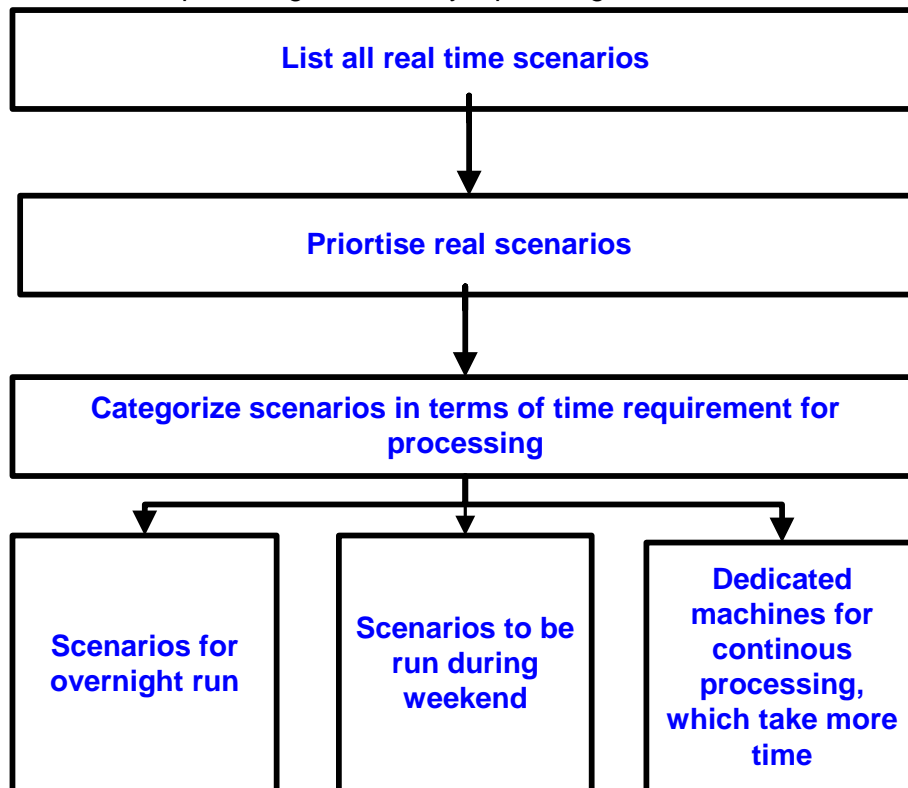 List all real time scenarios
Priortise real scenarios
Categorize scenarios in terms of time requirement for
processing
Scenarios for
overnight run
Scenarios to be
run during
weekend
Dedicated
machines for
continous
processing,
which take more
time